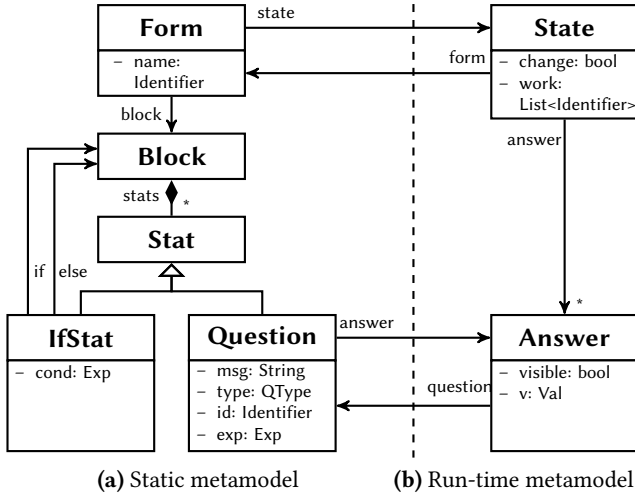 Form
– name:
Identifier
state
State
– change: bool
– work:
List<Identifier>
form
block
Block
answer
stats
*
Stat
if
else
*
IfStat
– cond: Exp
Question
– msg: String
– type: QType
– id: Identifier
– exp: Exp
answer
Answer
– visible: bool
– v: Val
question
(a) Static metamodel
(b) Run-time metamodel